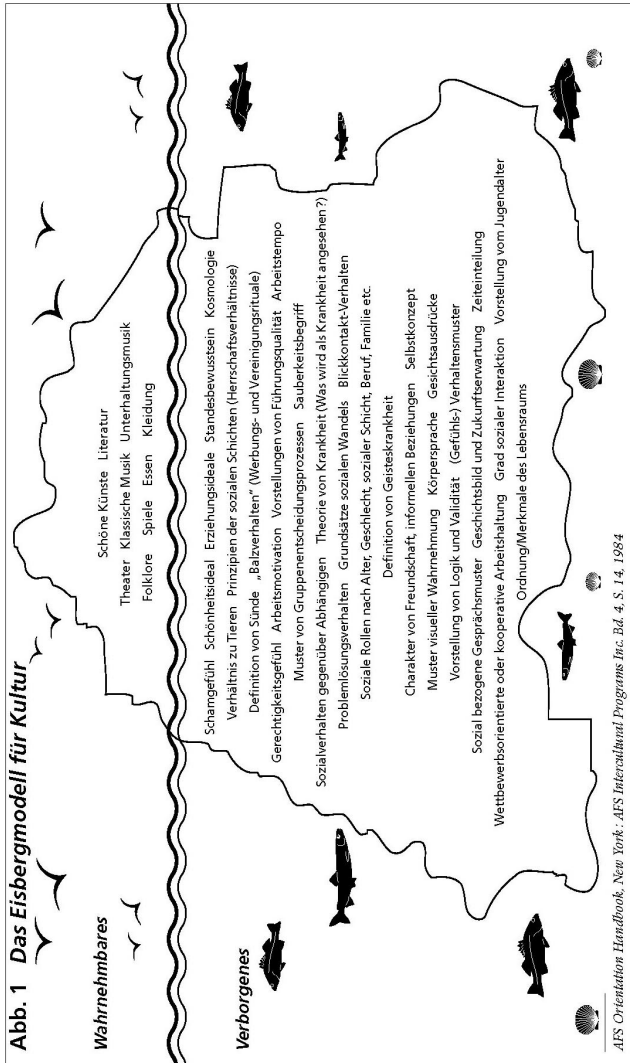 Abb. 1 Das Eisbergmodell für Kultur
Wahrnehmbares
Schöne Künste Literatur
Theater Klassische Musik Unterhaltungsmusik
Folklore Spiele Essen Kleidung
Verborgenes
Schamgefühl Schönheitsideal Erziehungsideale Standesbewusstsein Kosmologie
Verhältnis zu Tieren Prinzipien der sozialen Schichten (Herrschaftsverhältnisse)
Definition von Sünde „Balzverhalten“ (Werbungs- und Vereinigungsrituale)
Gerechtigkeitsgefühl Arbeitsmotivation Vorstellungen von Führungsqualität Arbeitstempo
Muster von Gruppenentscheidungsprozessen Sauberkeitsbegriff
Sozialverhalten gegenüber Abhängigen Theorie von Krankheit (Was wird als Krankheit angesehen?)
Problemlösungsverhalten Grundsätze sozialen Wandels Blickkontakt-Verhalten
Soziale Rollen nach Alter, Geschlecht, sozialer Schicht, Beruf, Familie etc.
Definition von Geisteskrankheit
Charakter von Freundschaft, informellen Beziehungen Selbstkonzept
Muster visueller Wahrnehmung Körpersprache Gesichtsausdrücke
Vorstellung von Logik und Validität (Gefühls-) Verhaltensmuster
Sozial bezogene Gesprächsmuster Geschichtsbild und Zukunftserwartung Zeiteinteilung
Wettbewerbsorientierte oder kooperative Arbeitshaltung Grad sozialer Interaktion Vorstellung vom Jugendalter
Ordnung/Merkmale des Lebensraums
AFS Orientation Handbook, New York : AFS Intercultural Programs Inc. Bd. 4, S. 14, 1984